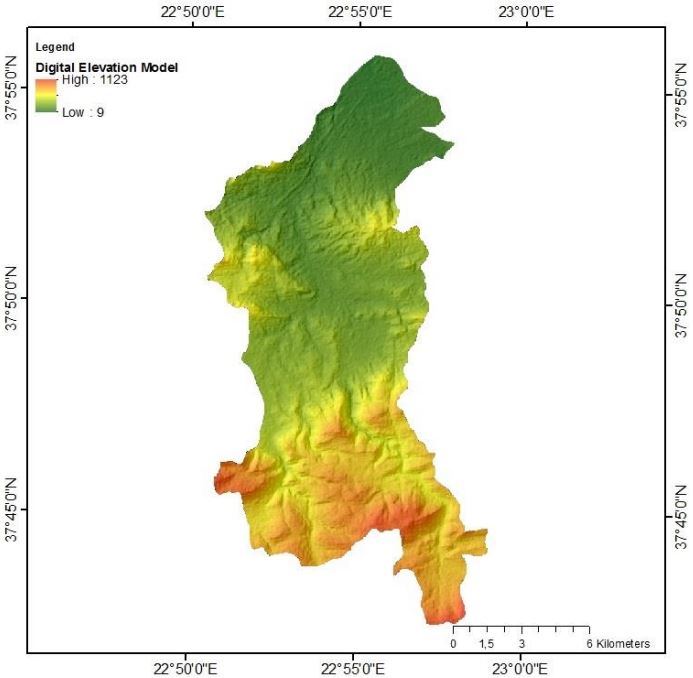 22°50'0"E 22°55'0"E 23°0'0"E
Legend
Digital Elevation Model
High : 1123
Low : 9
37°55'0"N
37°55'0"N
37°50'0"N
37°50'0"N
37°45'0"N
37°45'0"N
0 1,5 3 6 Kilometers
22°50'0"E 22°55'0"E 23°0'0"E